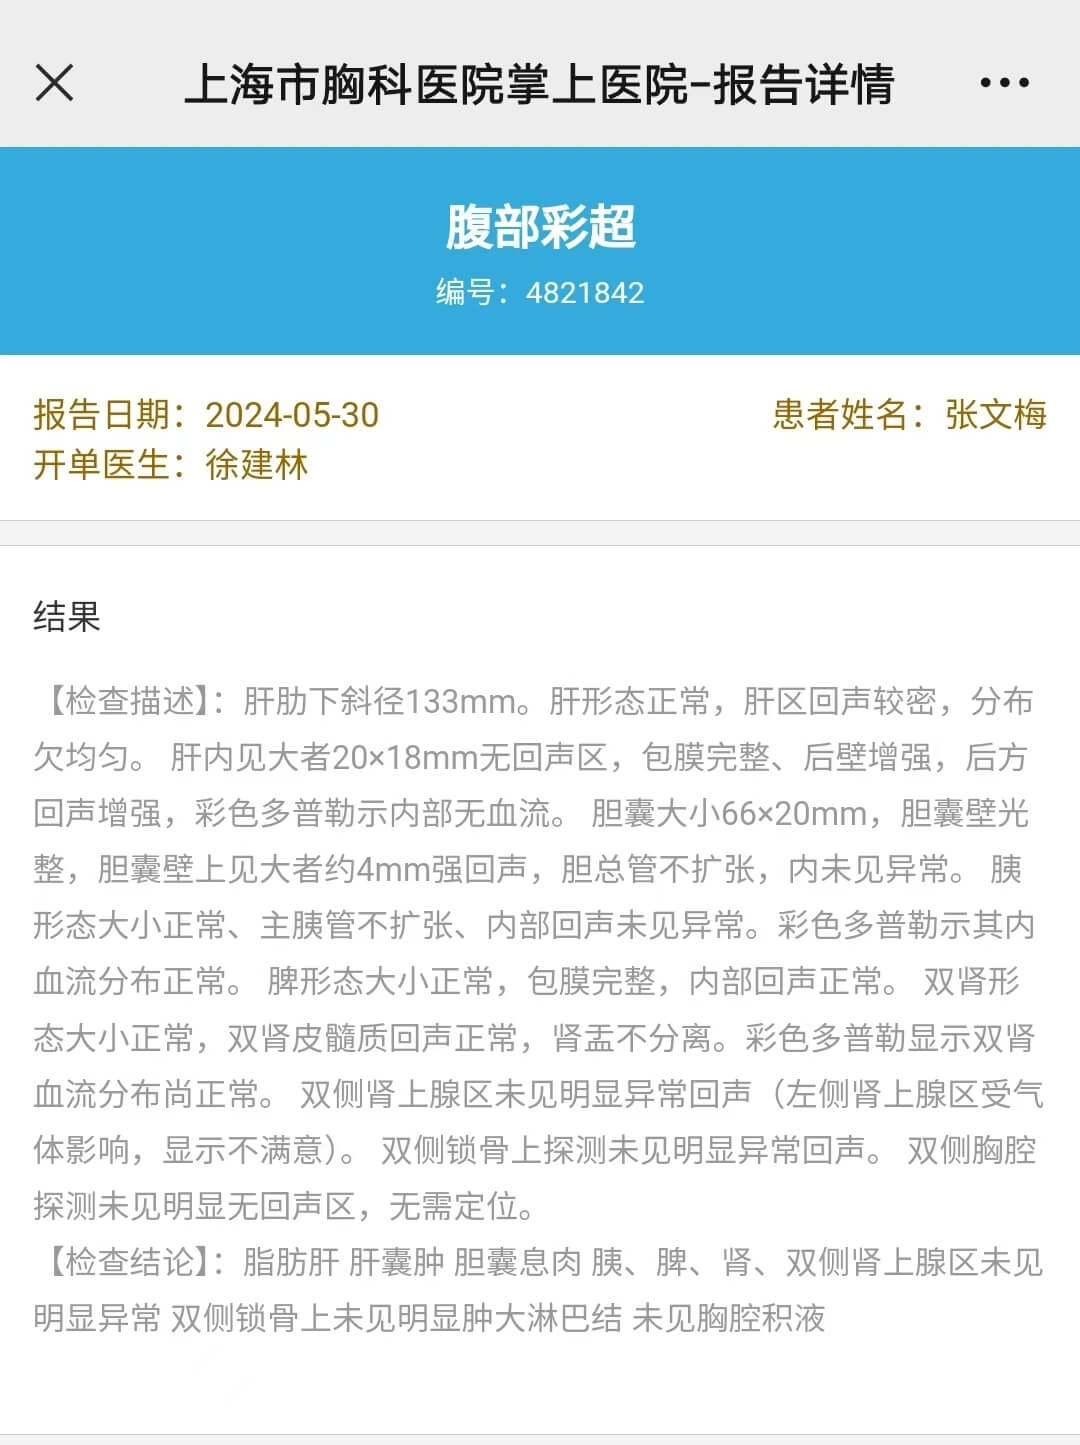 上海市胸科医院掌上医院-报告详情
腹部彩超
编号：4821842
报告日期：2024-05-30
患者姓名：张文梅
开单医生：徐建林
结果
【检查描述】：肝肋下斜径133mm。肝形态正常，肝区回声较密，分布
欠均匀。 肝内见大者20×18mm无回声区，包膜完整、后壁增强，后方
回声增强，彩色多普勒示内部无血流。 胆囊大小66×20mm，胆囊壁光
整，胆囊壁上见大者约4mm强回声，胆总管不扩张，内未见异常。 胰
形态大小正常、主胰管不扩张、内部回声未见异常。彩色多普勒示其内
血流分布正常。 脾形态大小正常，包膜完整，内部回声正常。 双肾形
态大小正常，双肾皮髓质回声正常，肾盂不分离。彩色多普勒显示双肾
血流分布尚正常。 双侧肾上腺区未见明显异常回声（左侧肾上腺区受气
体影响，显示不满意）。 双侧锁骨上探测未见明显异常回声。 双侧胸腔
探测未见明显无回声区，无需定位。
【检查结论】：脂肪肝 肝囊肿 胆囊息肉 胰、脾、肾、双侧肾上腺区未见
明显异常 双侧锁骨上未见明显肿大淋巴结 未见胸腔积液